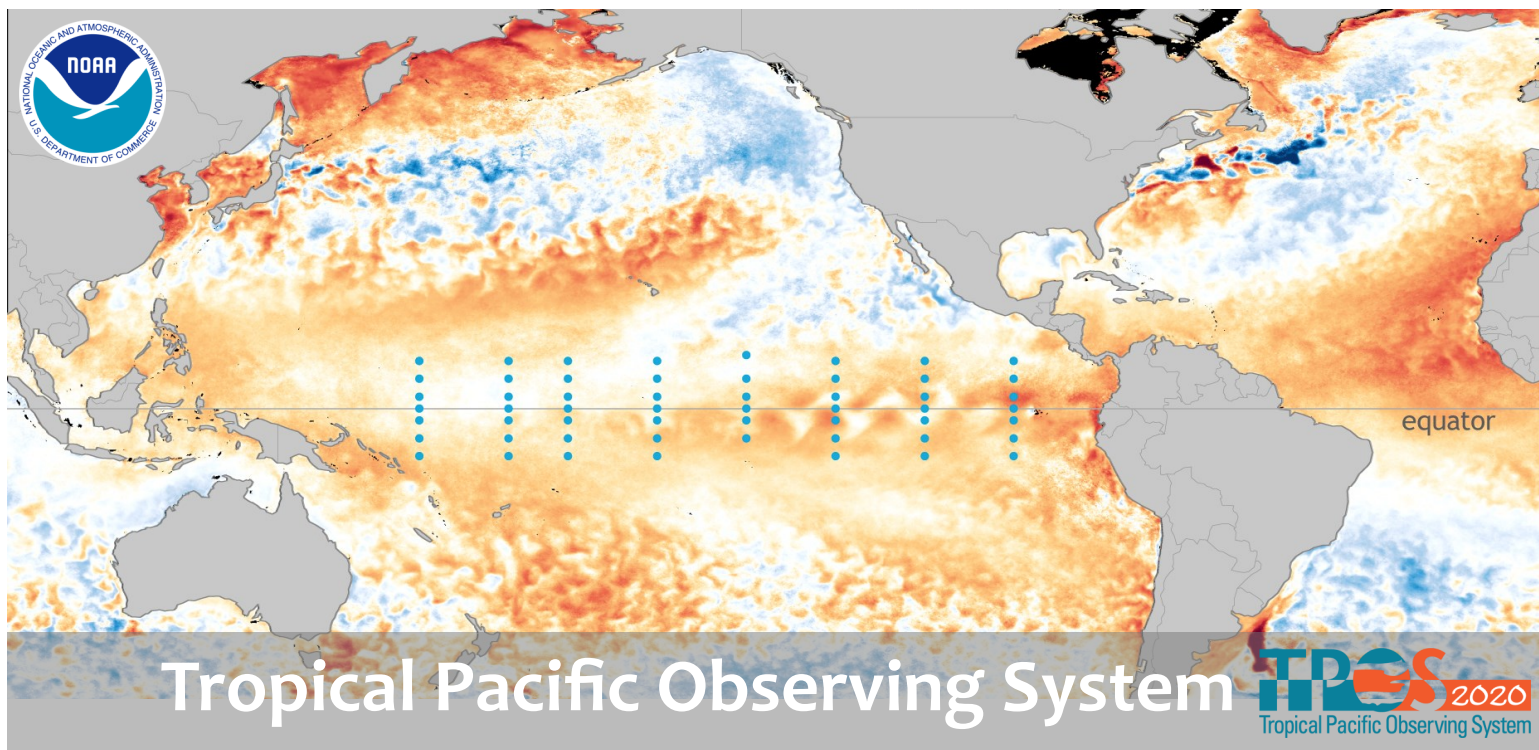 NATIONAL OCEANIC AND ATMOSPHERIC ADMINISTRATION
NOAA
U.S. DEPARTMENT OF COMMERCE
equator
Tropical Pacific Observing System
TPOS
2020
Tropical Pacific Observing System